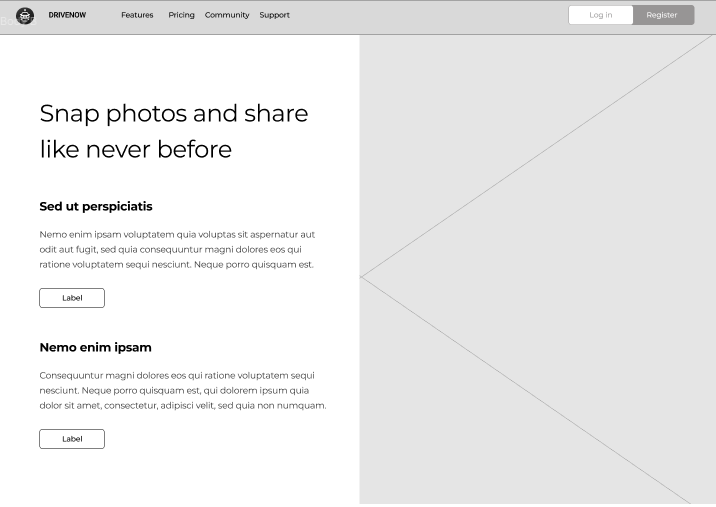 DRIVENOW
Features
Pricing
Community
Support
Log in
Register
Snap photos and share
like never before
Sed ut perspiciatis
Nemo enim ipsam voluptatem quia voluptas sit aspernatur aut
odit aut fugit, sed quia consequuntur magni dolores eos qui
ratione voluptatem sequi nesciunt. Neque porro quisquam est.
Label
Nemo enim ipsam
Consequuntur magni dolores eos qui ratione voluptatem sequi
nesciunt. Neque porro quisquam est, qui dolorem ipsum quia
dolor sit amet, consectetur, adipisci velit, sed quia non numquam.
Label